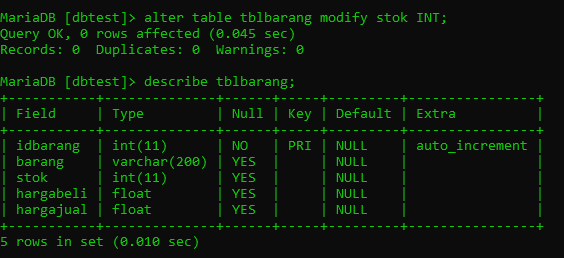 MariaDB [dbtest]> alter table tblbarang modify stok INT;
Query OK, 0 rows affected (0.045 sec)
Records: 0  Duplicates: 0  Warnings: 0

MariaDB [dbtest]> describe tblbarang;
+-----------+--------------+------+-----+---------+----------------+
| Field     | Type         | Null | Key | Default | Extra          |
+-----------+--------------+------+-----+---------+----------------+
| idbarang  | int(11)      | NO   | PRI | NULL    | auto_increment |
| barang    | varchar(200) | YES  |     | NULL    |                |
| stok      | int(11)      | YES  |     | NULL    |                |
| hargabeli | float        | YES  |     | NULL    |                |
| hargajual | float        | YES  |     | NULL    |                |
+-----------+--------------+------+-----+---------+----------------+
5 rows in set (0.010 sec)